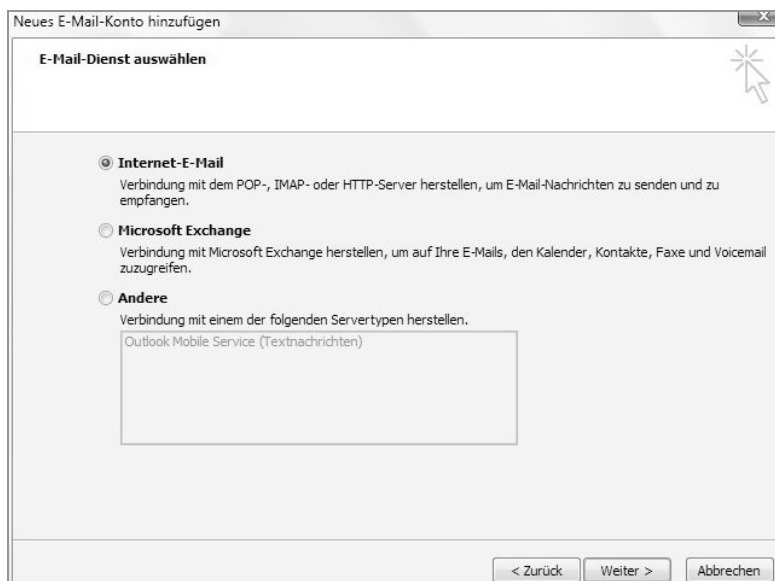 Neues E-Mail-Konto hinzufügen
E-Mail-Dienst auswählen
Internet-E-Mail
Verbindung mit dem POP-, IMAP- oder HTTP-Server herstellen, um E-Mail-Nachrichten zu senden und zu
empfangen.
Microsoft Exchange
Verbindung mit Microsoft Exchange herstellen, um auf Ihre E-Mails, den Kalender, Kontakte, Faxe und Voicemail
zuzugreifen.
Andere
Verbindung mit einem der folgenden Servertypen herstellen.
Outlook Mobile Service (Textnachrichten)
< Zurück Weiter > Abbrechen